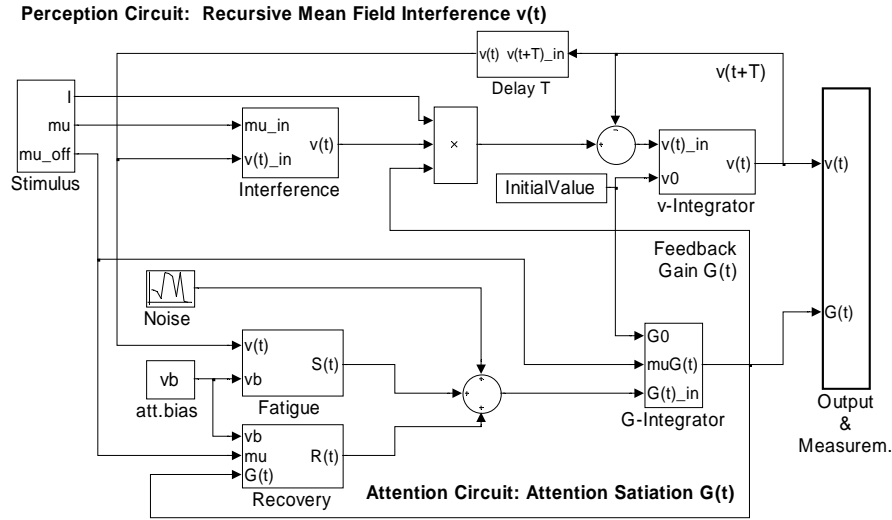 Perception Circuit: Recursive Mean Field Interference v(t)
v(t) v(t+T)_in
Delay T
v(t+T)
I
mu
mu_off
Stimulus
mu_in
v(t)_in
v(t)
Interference
×
v(t)_in
v0
v(t)
v-Integrator
InitialValue
v(t)
G(t)
Output
&
Measurem.
Feedback
Gain G(t)
Noise
v(t)
vb
S(t)
Fatigue
vb
att.bias
vb
mu
G(t)
R(t)
Recovery
G0
muG(t)
G(t)_in
G-Integrator
Attention Circuit: Attention Satiation G(t)